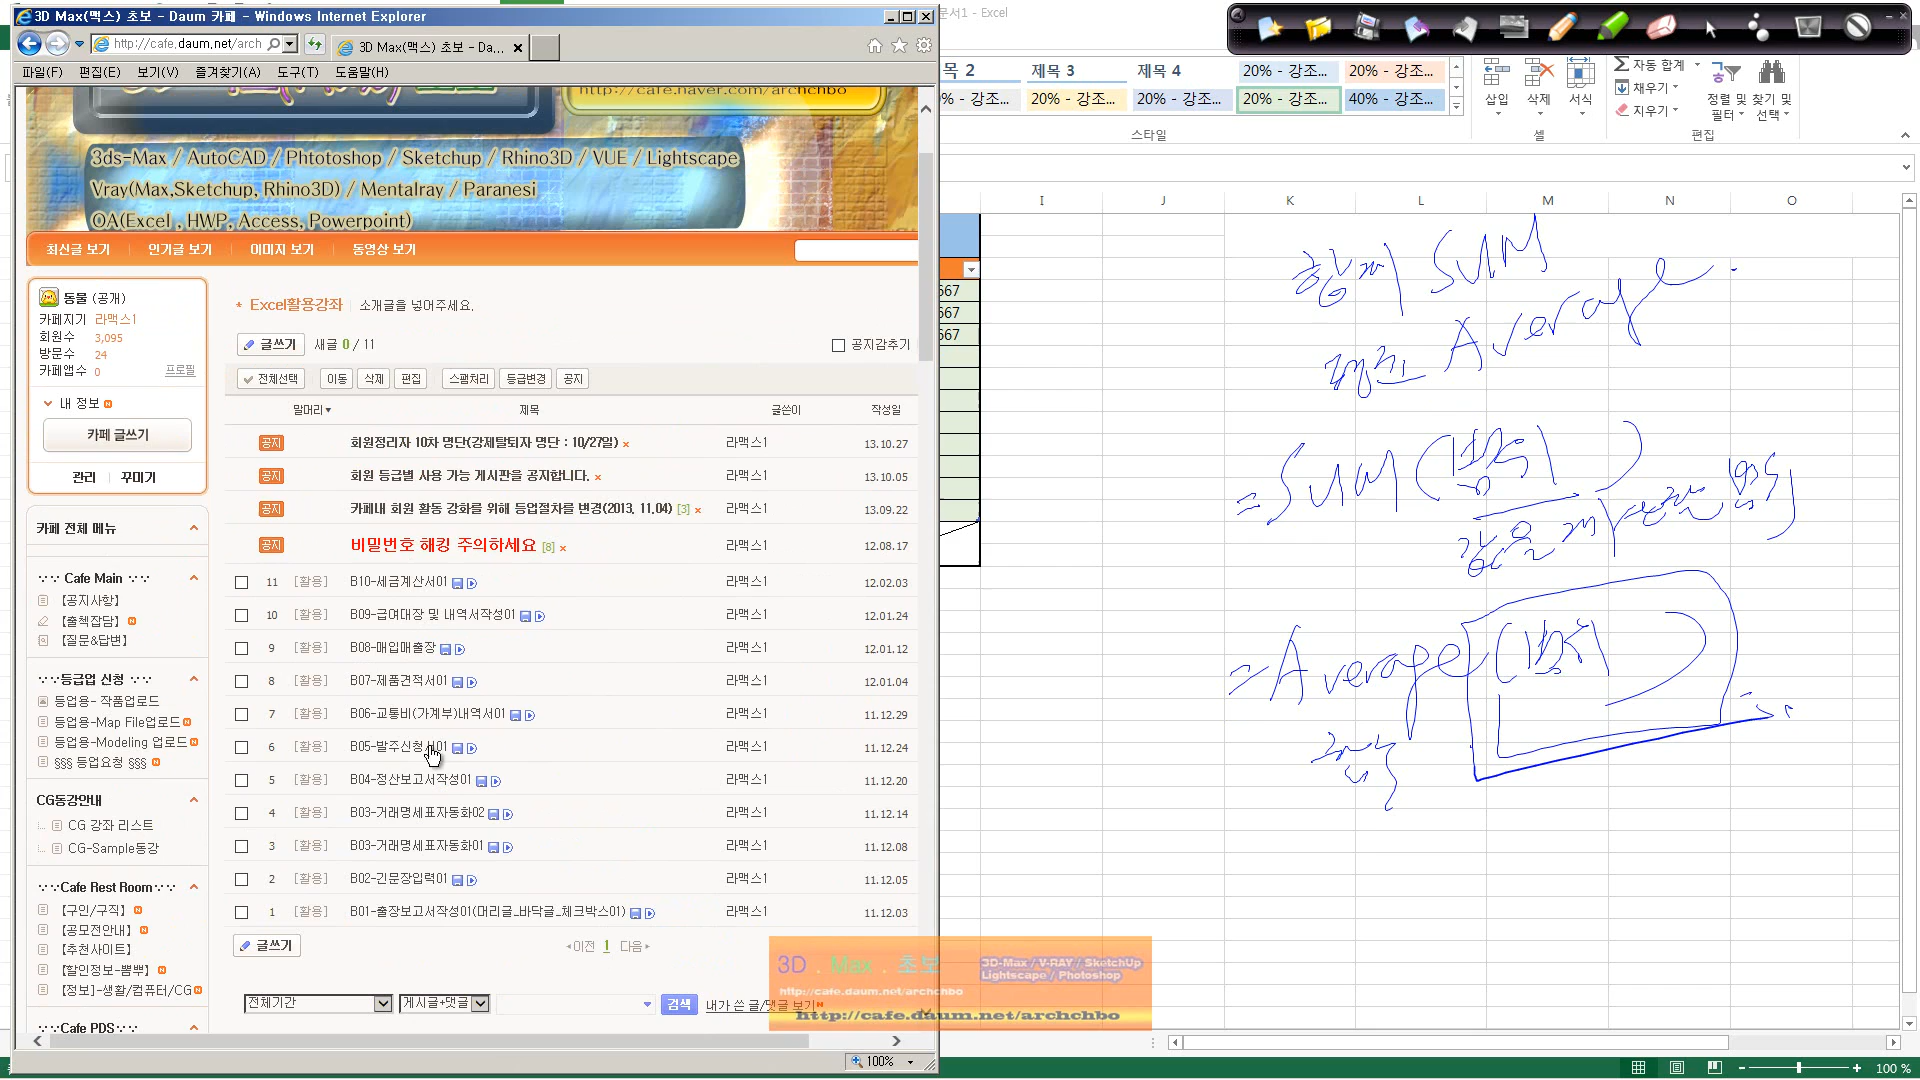 3D Max(맥스) 초보 - Daum 카페 - Windows Internet Explorer
문서1 - Excel
http://cafe.daum.net/arch
3D Max(맥스) 초보 - Da...
파일(F) 편집(E) 보기(V) 즐겨찾기(A) 도구(T) 도움말(H)
제목 2 제목 3 제목 4 20% - 강조... 20% - 강조...
% - 강조... 20% - 강조... 20% - 강조... 20% - 강조... 40% - 강조...
스타일
삽입 삭제 서식
셀
자동 합계
채우기
지우기
정렬 및 필터 찾기 및 선택
편집
http://cafe.naver.com/archchbo
3ds-Max / AutoCAD / Phtotoshop / Sketchup / Rhino3D / VUE / Lightscape
Vray(Max,Sketchup, Rhino3D) / Mentalray / Paranesi
OA(Excel , HWP, Access, Powerpoint)
최신글 보기 인기글 보기 이미지 보기 동영상 보기
동물 (공개)
카페지기 라맥스1
회원수 3,095
방문수 24
카페앱수 0 프로필
내 정보
카페 글쓰기
관리 꾸미기
카페 전체 메뉴
Cafe Main
【공지사항】
【출첵잡담】
【질문&답변】
등급업 신청
등업용- 작품업로드
등업용-Map File업로드
등업용-Modeling 업로드
§§§ 등업요청 §§§
CG동강안내
CG 강좌 리스트
CG-Sample동강
Cafe Rest Room
【구인/구직】
【공모전안내】
【추천사이트】
【할인정보-뽐뿌】
【정보]-생활/컴퓨터/CG
Cafe PDS
* Excel활용강좌 소개글을 넣어주세요.
글쓰기 새글 0 / 11 공지감추기
전체선택 이동 삭제 편집 스팸처리 등급변경 공지
말머리 제목 글쓴이 작성일
공지 회원정리자 10차 명단(강제탈퇴자 명단 : 10/27일) 라맥스1 13.10.27
공지 회원 등급별 사용 가능 게시판을 공지합니다. 라맥스1 13.10.05
공지 카페내 회원 활동 강화를 위해 등업절차를 변경(2013. 11.04) [3] 라맥스1 13.09.22
공지 비밀번호 해킹 주의하세요 [8] 라맥스1 12.08.17
11 [활용] B10-세금계산서01 라맥스1 12.02.03
10 [활용] B09-급여대장 및 내역서작성01 라맥스1 12.01.24
9 [활용] B08-매입매출장 라맥스1 12.01.12
8 [활용] B07-제품견적서01 라맥스1 12.01.04
7 [활용] B06-교통비(가계부)내역서01 라맥스1 11.12.29
6 [활용] B05-발주신청서01 라맥스1 11.12.24
5 [활용] B04-정산보고서작성01 라맥스1 11.12.20
4 [활용] B03-거래명세표자동화02 라맥스1 11.12.14
3 [활용] B03-거래명세표자동화01 라맥스1 11.12.08
2 [활용] B02-긴문장입력01 라맥스1 11.12.05
1 [활용] B01-출장보고서작성01(머리글_바닥글_체크박스01) 라맥스1 11.12.03
글쓰기 이전 1 다음
전체기간 게시글+댓글 검색 내가 쓴 글/댓글 보기
3D . Max . 초보
3D-Max / V-RAY / SketchUp
Lightscape / Photoshop
http://cafe.daum.net/archchbo
http://cafe.daum.net/archchbo
100%
I J K L M N O
667
667
667
합계 SUM
평균 Average
=SUM (범위)
=Average (범위)
100 %